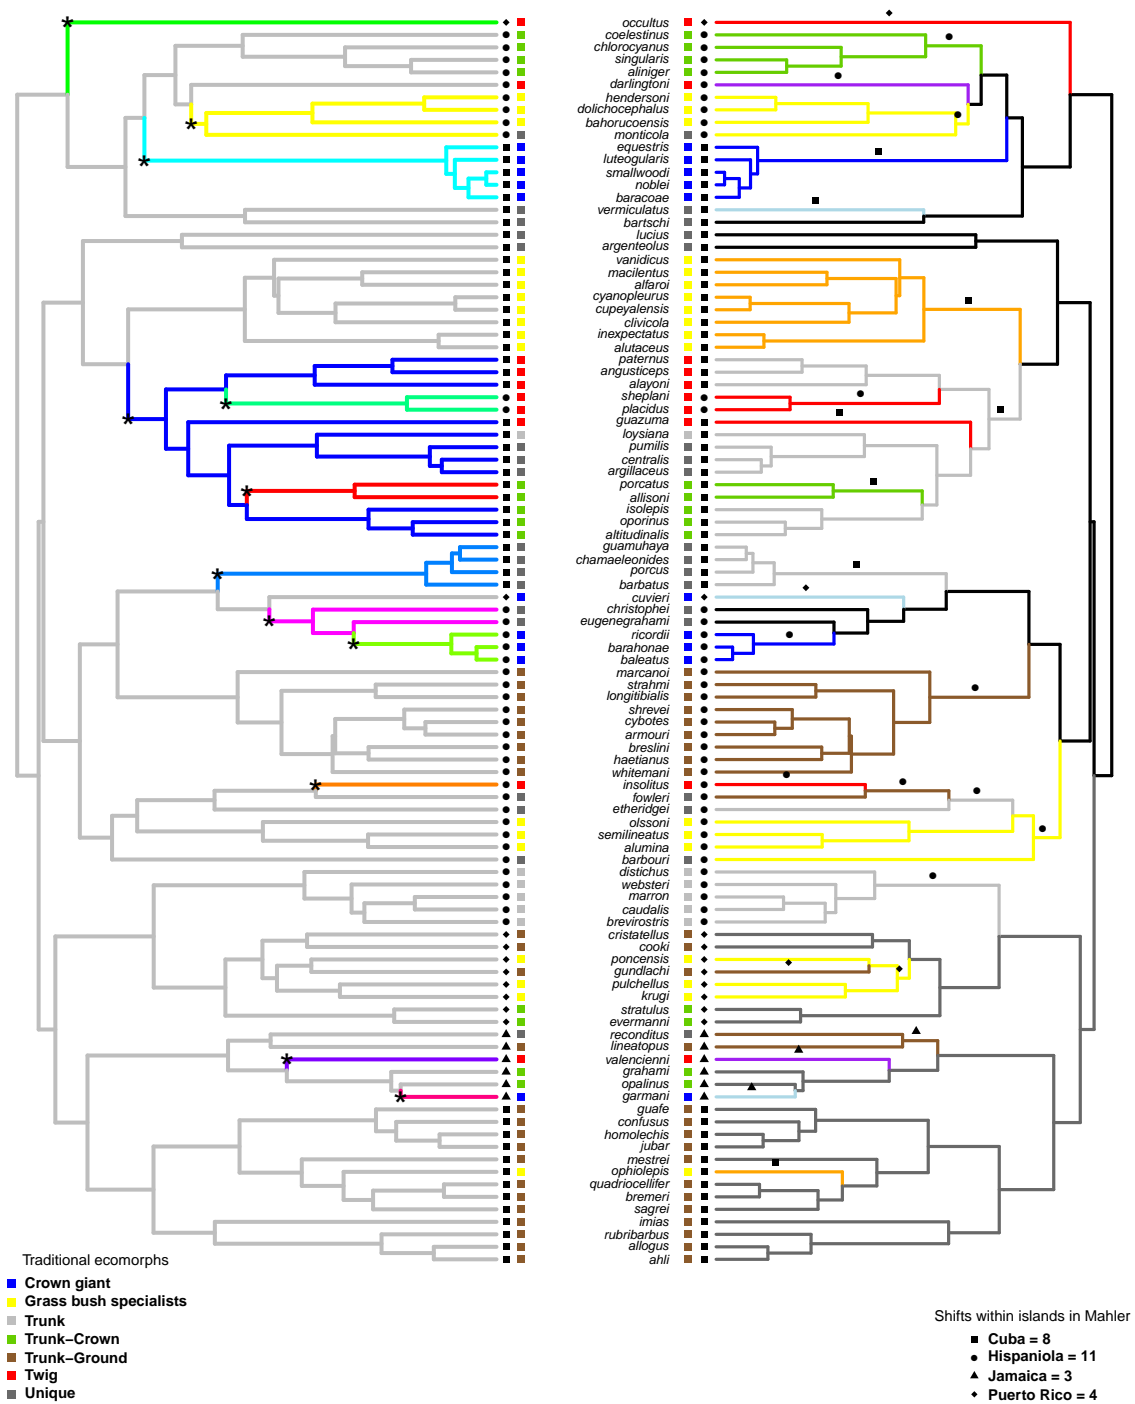 occultus
coelestinus
chlorocyanus
singularis
aliniger
darlingtoni
hendersoni
dolichocephalus
bahorucoensis
monticola
equestris
luteogularis
smallwoodi
noblei
baracoae
vermiculatus
bartschi
lucius
argenteolus
vanidicus
macilentus
alfaroi
cyanopleurus
cupeyalensis
clivicola
inexpectatus
alutaceus
paternus
angusticeps
alayoni
sheplani
placidus
guazuma
loysiana
pumilis
centralis
argillaceus
porcatus
allisoni
isolepis
oporinus
altitudinalis
guamuhaya
chamaeleonides
porcus
barbatus
cuvieri
christophei
eugenegrahami
ricordii
barahonae
baleatus
marcanoi
strahmi
longitibialis
shrevei
cybotes
armouri
breslini
haetianus
whitemani
insolitus
fowleri
etheridgei
olssoni
semilineatus
alumina
barbouri
distichus
websteri
marron
caudalis
brevirostris
cristatellus
cooki
poncensis
gundlachi
pulchellus
krugi
stratulus
evermanni
reconditus
lineatopus
valencienni
grahami
opalinus
garmani
guafe
confusus
homolechis
jubar
mestrei
ophiolepis
quadriocellifer
bremeri
sagrei
imias
rubribarbus
allogus
ahli
Traditional ecomorphs
Crown giant
Grass bush specialists
Trunk
Trunk−Crown
Trunk−Ground
Twig
Unique
Shifts within islands in Mahler
Cuba = 8
Hispaniola = 11
Jamaica = 3
Puerto Rico = 4